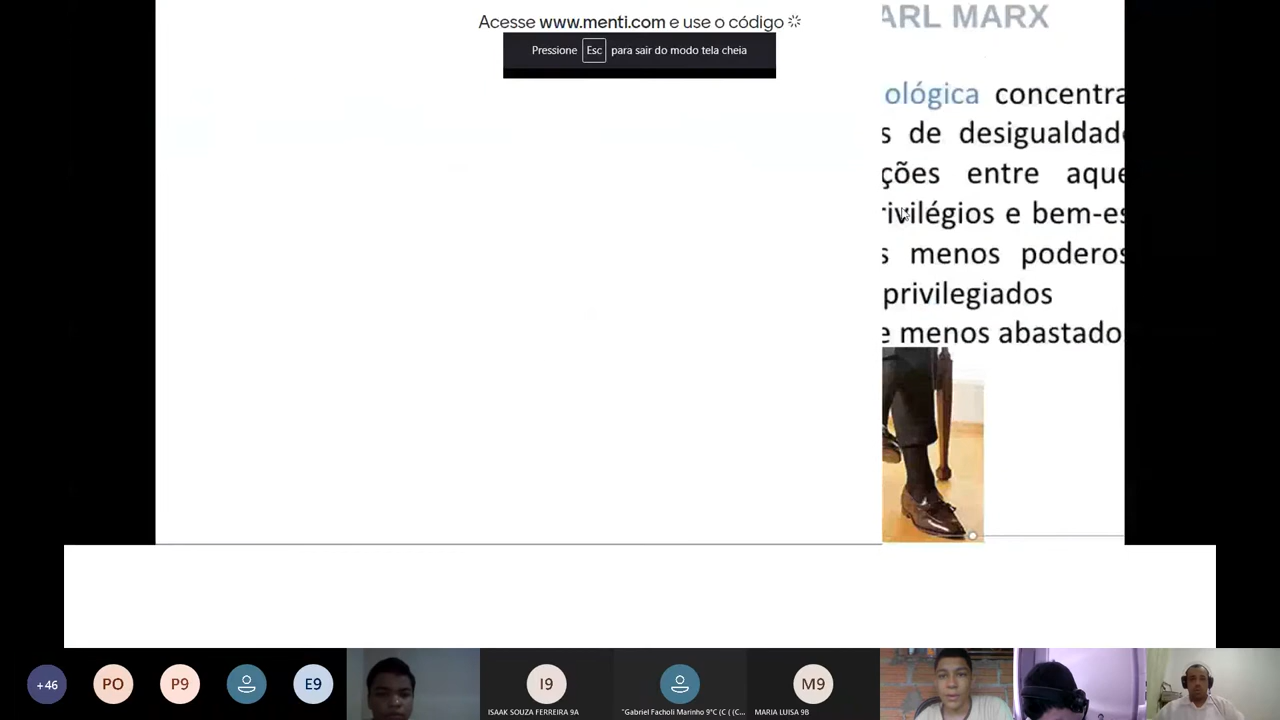 Acesse www.menti.com e use o código
Pressione Esc para sair do modo tela cheia
ARL MARX
ológica concentra
s de desigualdad
ções entre aque
rivilégios e bem-es
s menos poderos
privilegiados
e menos abastado
+46
PO
P9
E9
I9
M9
ISAAK SOUZA FERREIRA 9A
"Gabriel Facholi Marinho 9°C (C ( (C...
MARIA LUISA 9B